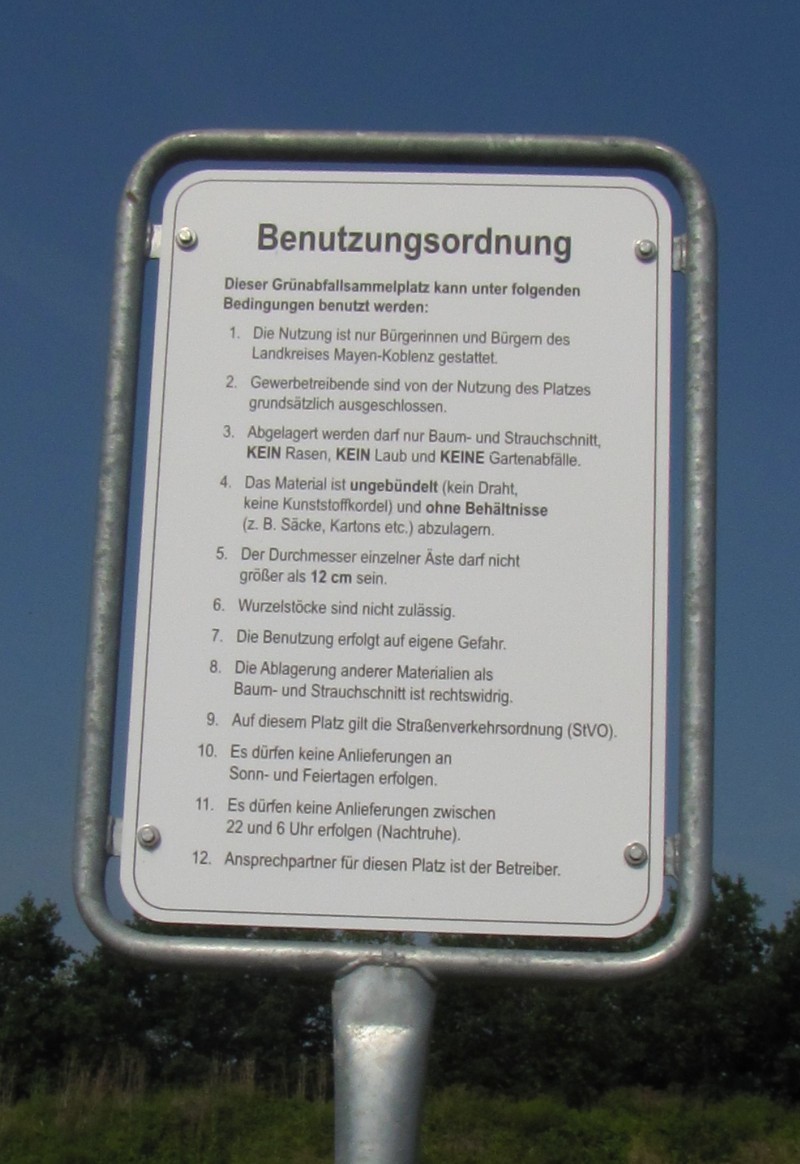 Benutzungsordnung
Dieser Grünabfallsammelplatz kann unter folgenden
Bedingungen benutzt werden:
1. Die Nutzung ist nur Bürgerinnen und Bürgern des
Landkreises Mayen-Koblenz gestattet.
2. Gewerbetreibende sind von der Nutzung des Platzes
grundsätzlich ausgeschlossen.
3. Abgelagert werden darf nur Baum- und Strauchschnitt,
KEIN Rasen, KEIN Laub und KEINE Gartenabfälle.
4. Das Material ist ungebündelt (kein Draht,
keine Kunststoffkordel) und ohne Behältnisse
(z. B. Säcke, Kartons etc.) abzulagern.
5. Der Durchmesser einzelner Äste darf nicht
größer als 12 cm sein.
6. Wurzelstöcke sind nicht zulässig.
7. Die Benutzung erfolgt auf eigene Gefahr.
8. Die Ablagerung anderer Materialien als
Baum- und Strauchschnitt ist rechtswidrig.
9. Auf diesem Platz gilt die Straßenverkehrsordnung (StVO).
10. Es dürfen keine Anlieferungen an
Sonn- und Feiertagen erfolgen.
11. Es dürfen keine Anlieferungen zwischen
22 und 6 Uhr erfolgen (Nachtruhe).
12. Ansprechpartner für diesen Platz ist der Betreiber.